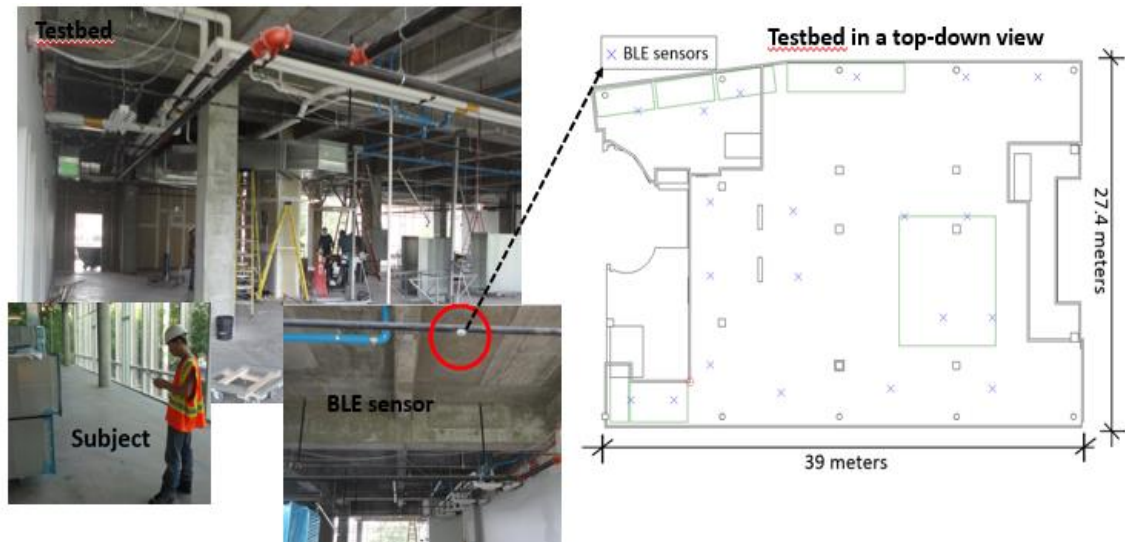 Testbed
Testbed in a top-down view
× BLE sensors
27.4 meters
39 meters
BLE sensor
Subject